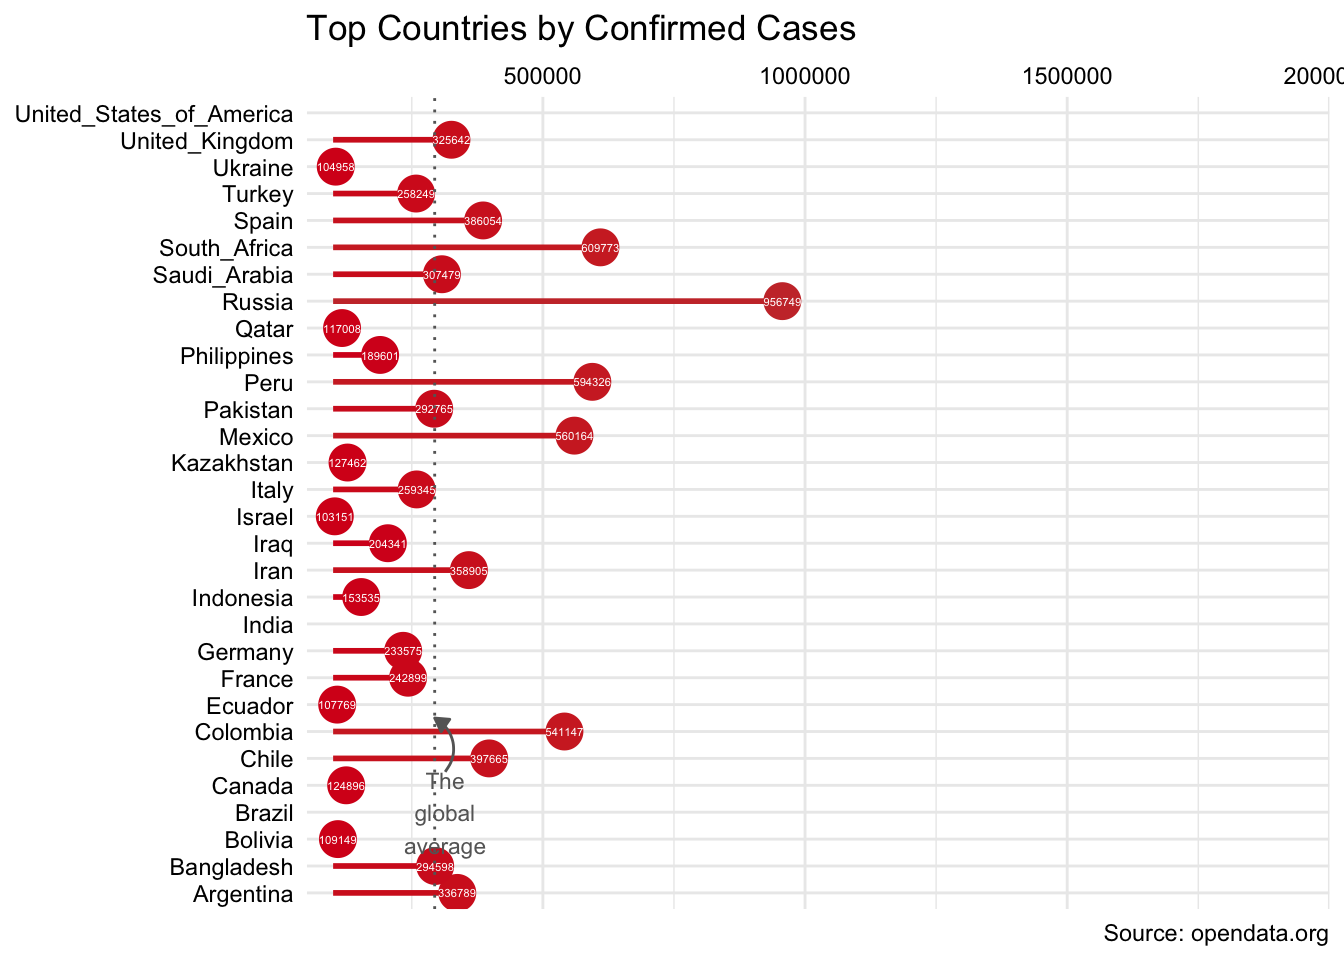 Top Countries by Confirmed Cases
500000 1000000 1500000 20000
United_States_of_America
United_Kingdom 325642
Ukraine 104958
Turkey 258249
Spain 386054
South_Africa 609773
Saudi_Arabia 307479
Russia 956749
Qatar 117008
Philippines 189601
Peru 594326
Pakistan 292765
Mexico 560164
Kazakhstan 127462
Italy 259345
Israel 103151
Iraq 204341
Iran 358905
Indonesia 153535
India
Germany 233575
France 242899
Ecuador 107769
Colombia 541147
Chile 397665
The
Canada 124896
Brazil
global
Bolivia 109149
average
Bangladesh 294598
Argentina 336789
Source: opendata.org